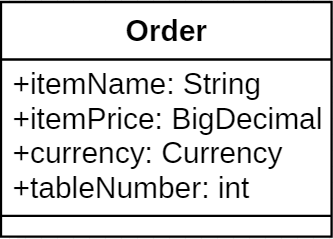 Order
+itemName: String
+itemPrice: BigDecimal
+currency: Currency
+tableNumber: int